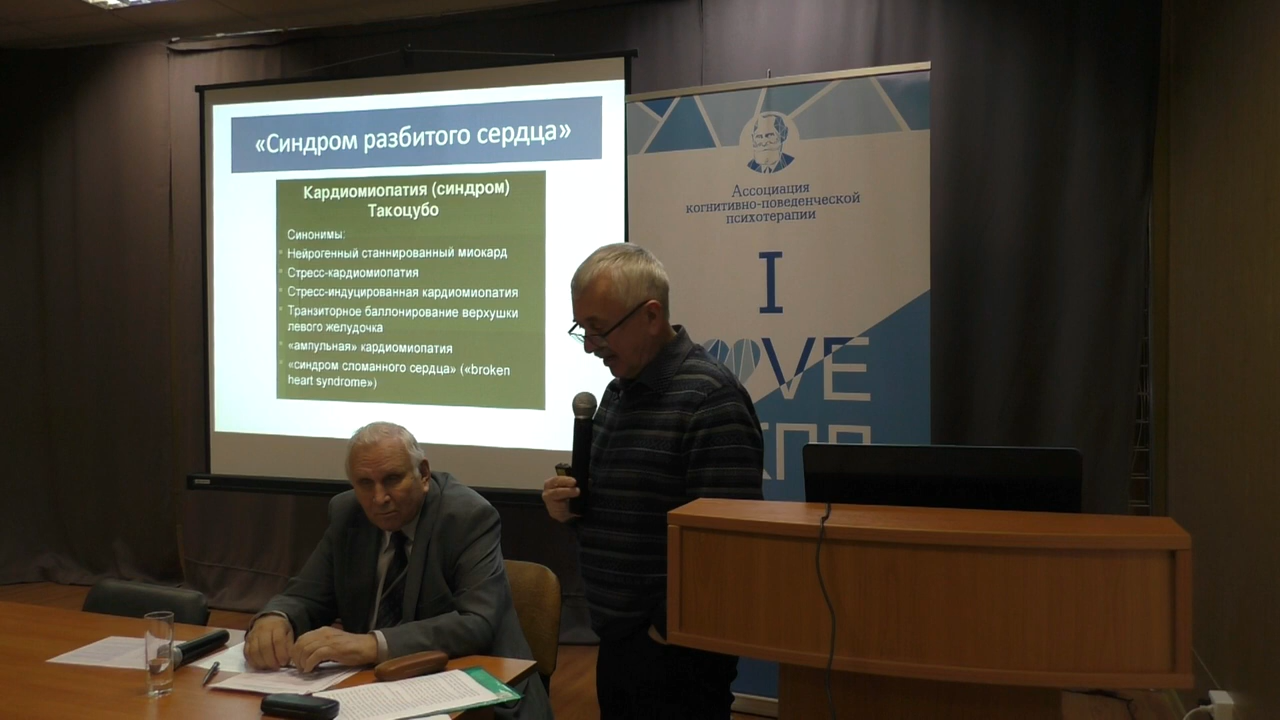 «Синдром разбитого сердца»
Кардиомиопатия (синдром)
Такоцубо
Синонимы:
Нейрогенный станнированный миокард
Стресс-кардиомиопатия
Стресс-индуцированная кардиомиопатия
Транзиторное баллонирование верхушки
левого желудочка
«ампульная» кардиомиопатия
«синдром сломанного сердца» («broken
heart syndrome»)
Ассоциация
когнитивно-поведенческой
психотерапии
I
VE